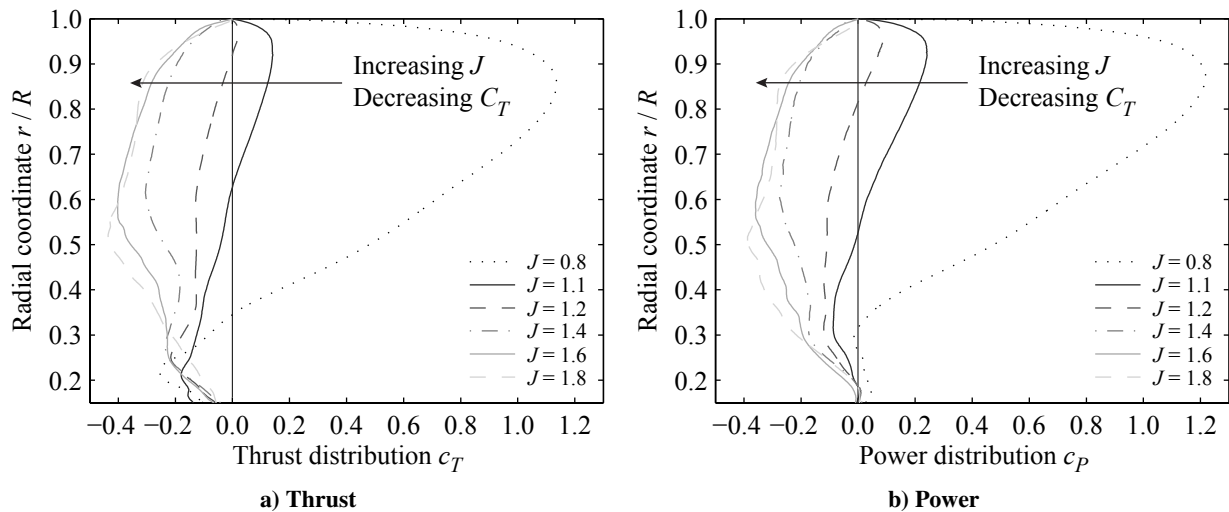 1.0
0.9
0.8
0.7
0.6
0.5
0.4
0.3
0.2
Radial coordinate r / R
Increasing J
Decreasing C_T
J = 0.8
J = 1.1
J = 1.2
J = 1.4
J = 1.6
J = 1.8
−0.4 −0.2 0.0 0.2 0.4 0.6 0.8 1.0 1.2
Thrust distribution c_T
a) Thrust
1.0
0.9
0.8
0.7
0.6
0.5
0.4
0.3
0.2
Radial coordinate r / R
Increasing J
Decreasing C_T
J = 0.8
J = 1.1
J = 1.2
J = 1.4
J = 1.6
J = 1.8
−0.4 −0.2 0.0 0.2 0.4 0.6 0.8 1.0 1.2
Power distribution c_P
b) Power